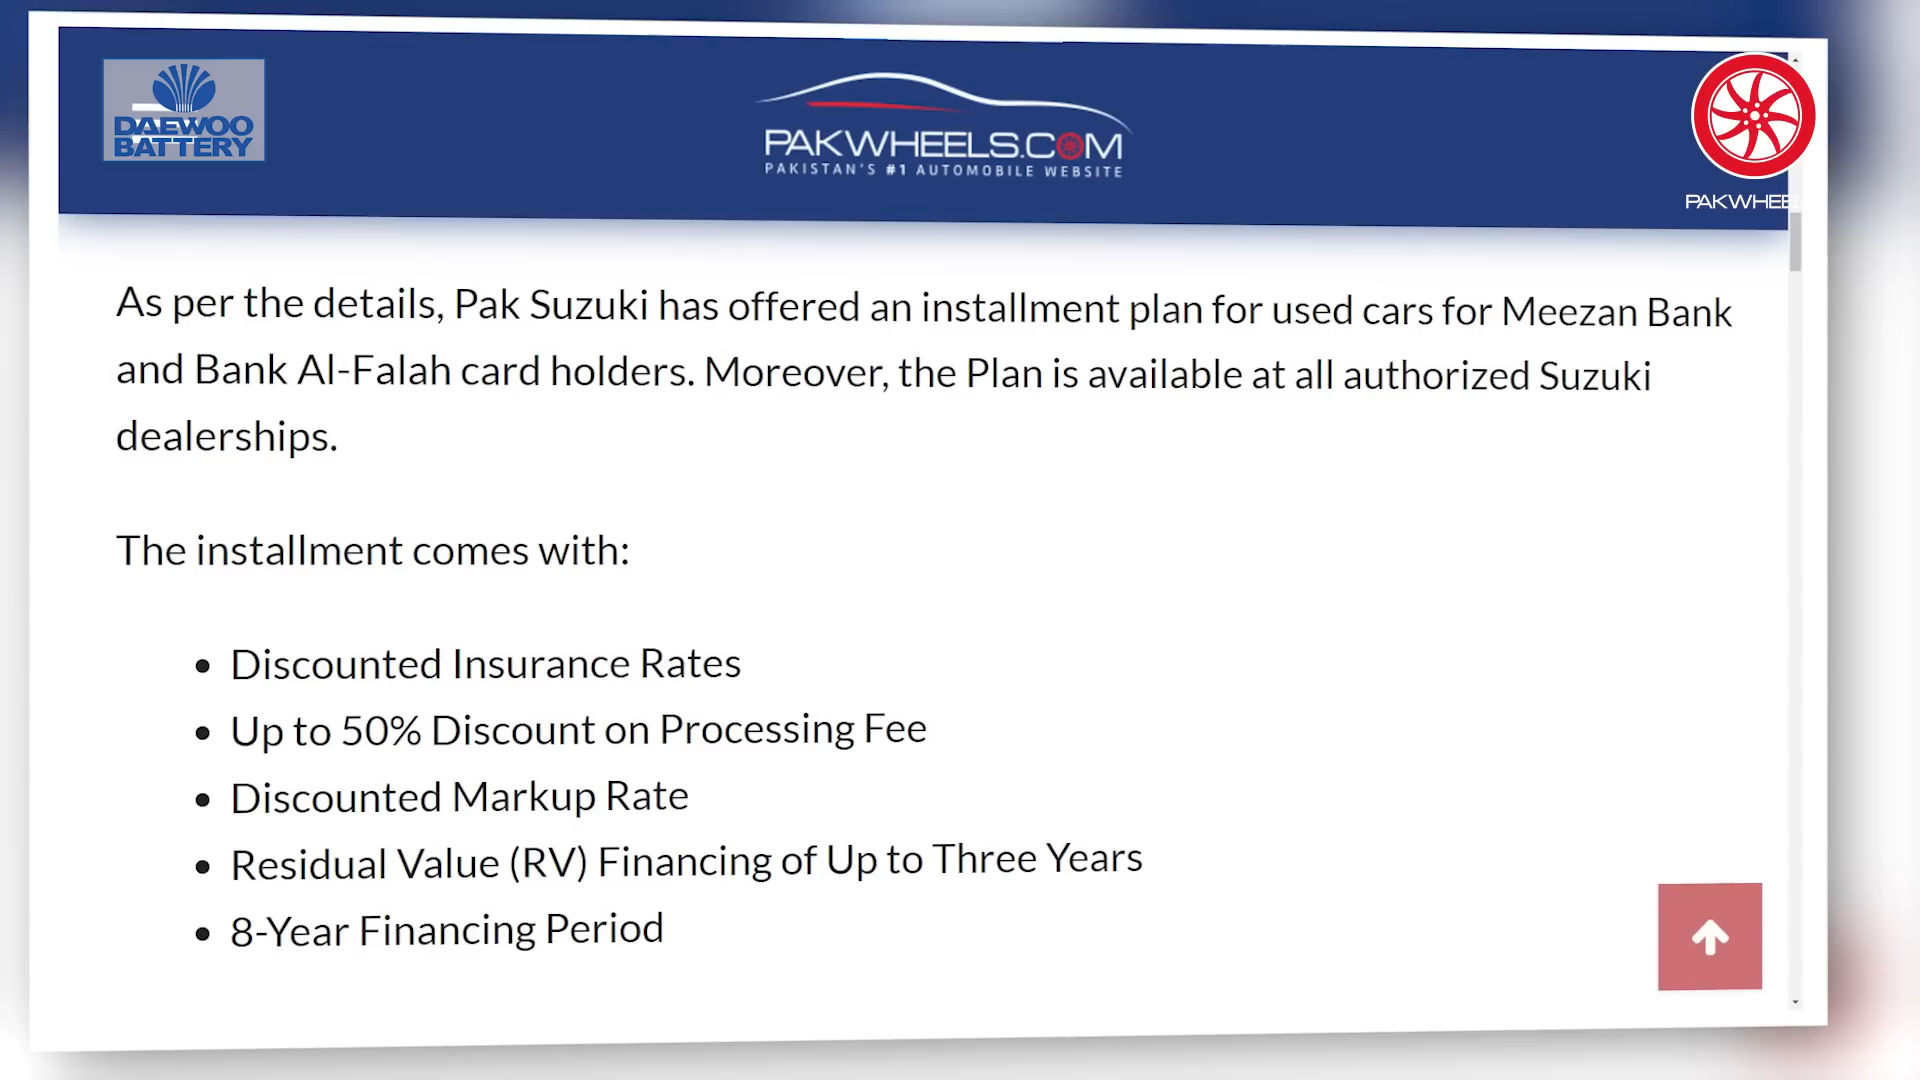 DAEWOO
BATTERY
PAKWHEELS.COM
PAKISTAN'S #1 AUTOMOBILE WEBSITE
PAKWHEELS
As per the details, Pak Suzuki has offered an installment plan for used cars for Meezan Bank
and Bank Al-Falah card holders. Moreover, the Plan is available at all authorized Suzuki
dealerships.
The installment comes with:
• Discounted Insurance Rates
• Up to 50% Discount on Processing Fee
• Discounted Markup Rate
• Residual Value (RV) Financing of Up to Three Years
• 8-Year Financing Period